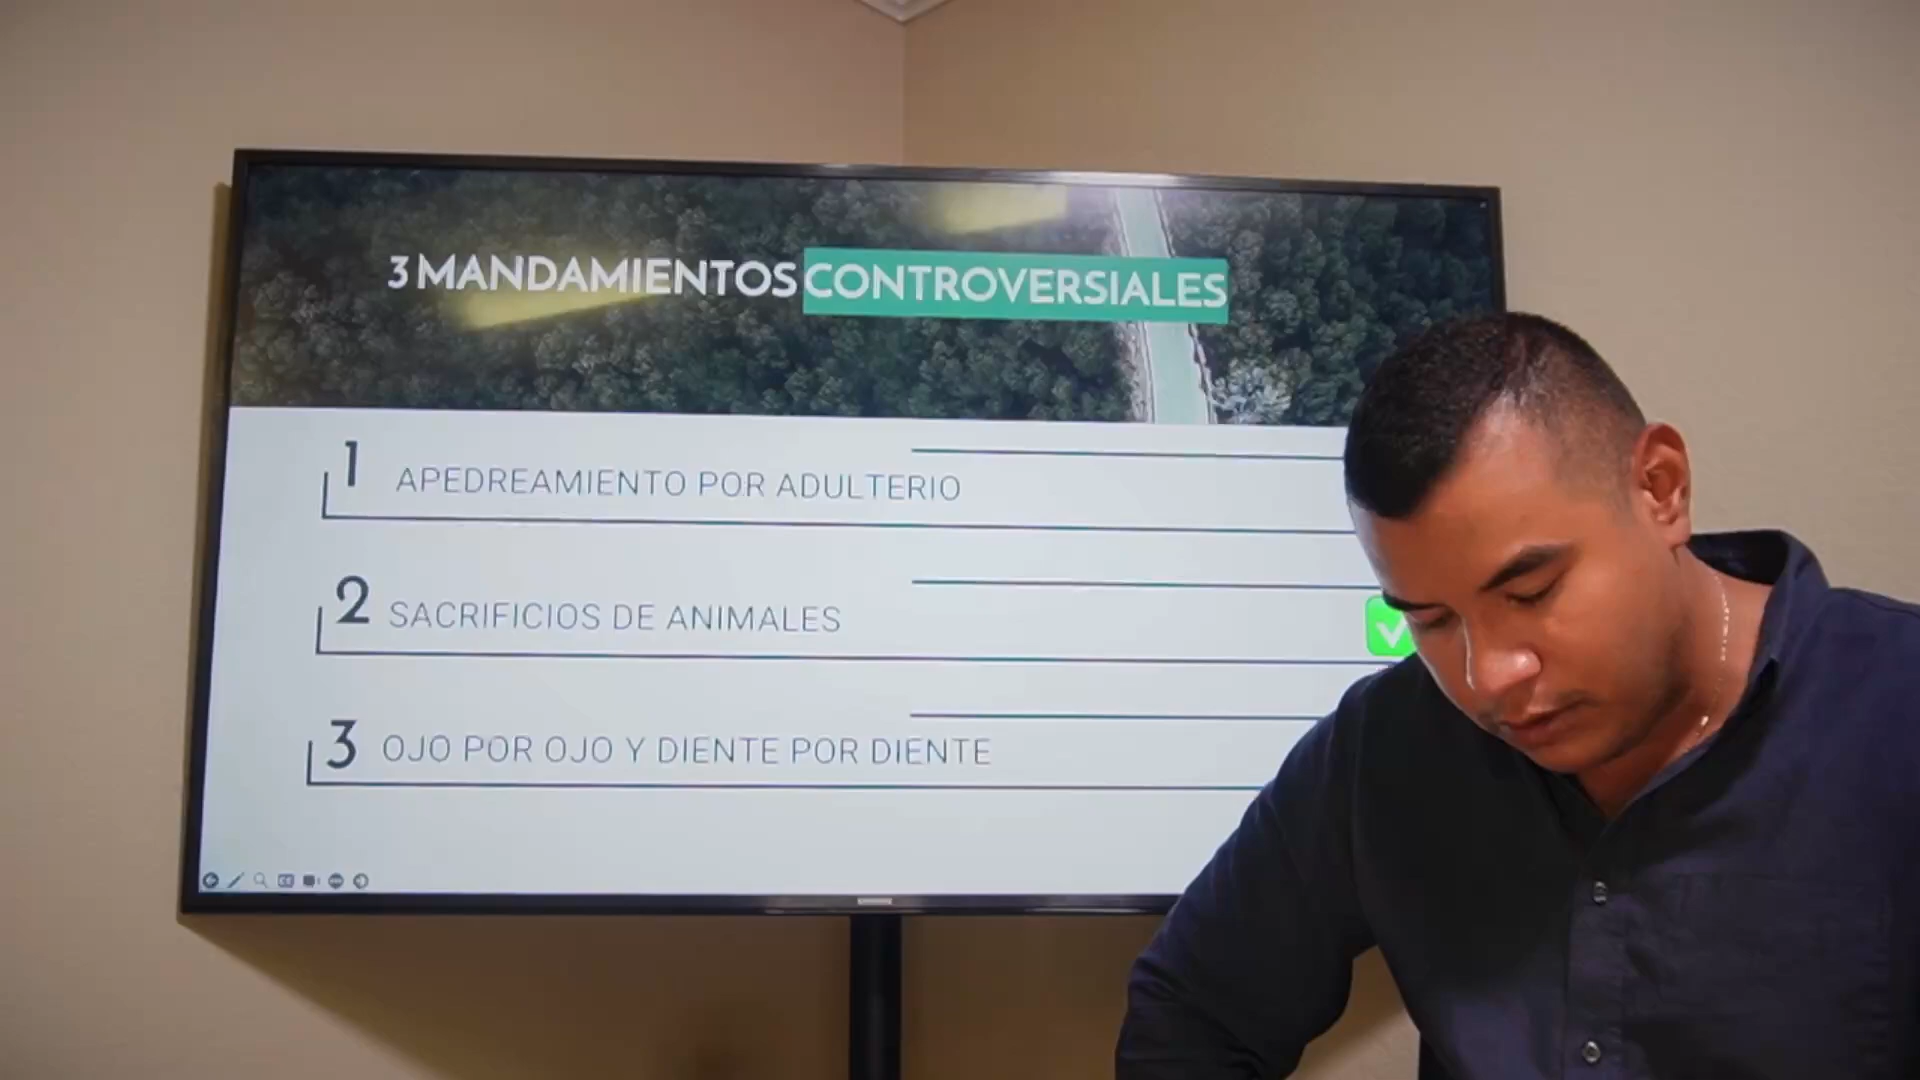 3 MANDAMIENTOS CONTROVERSIALES
1 APEDREAMIENTO POR ADULTERIO
2 SACRIFICIOS DE ANIMALES
3 OJO POR OJO Y DIENTE POR DIENTE